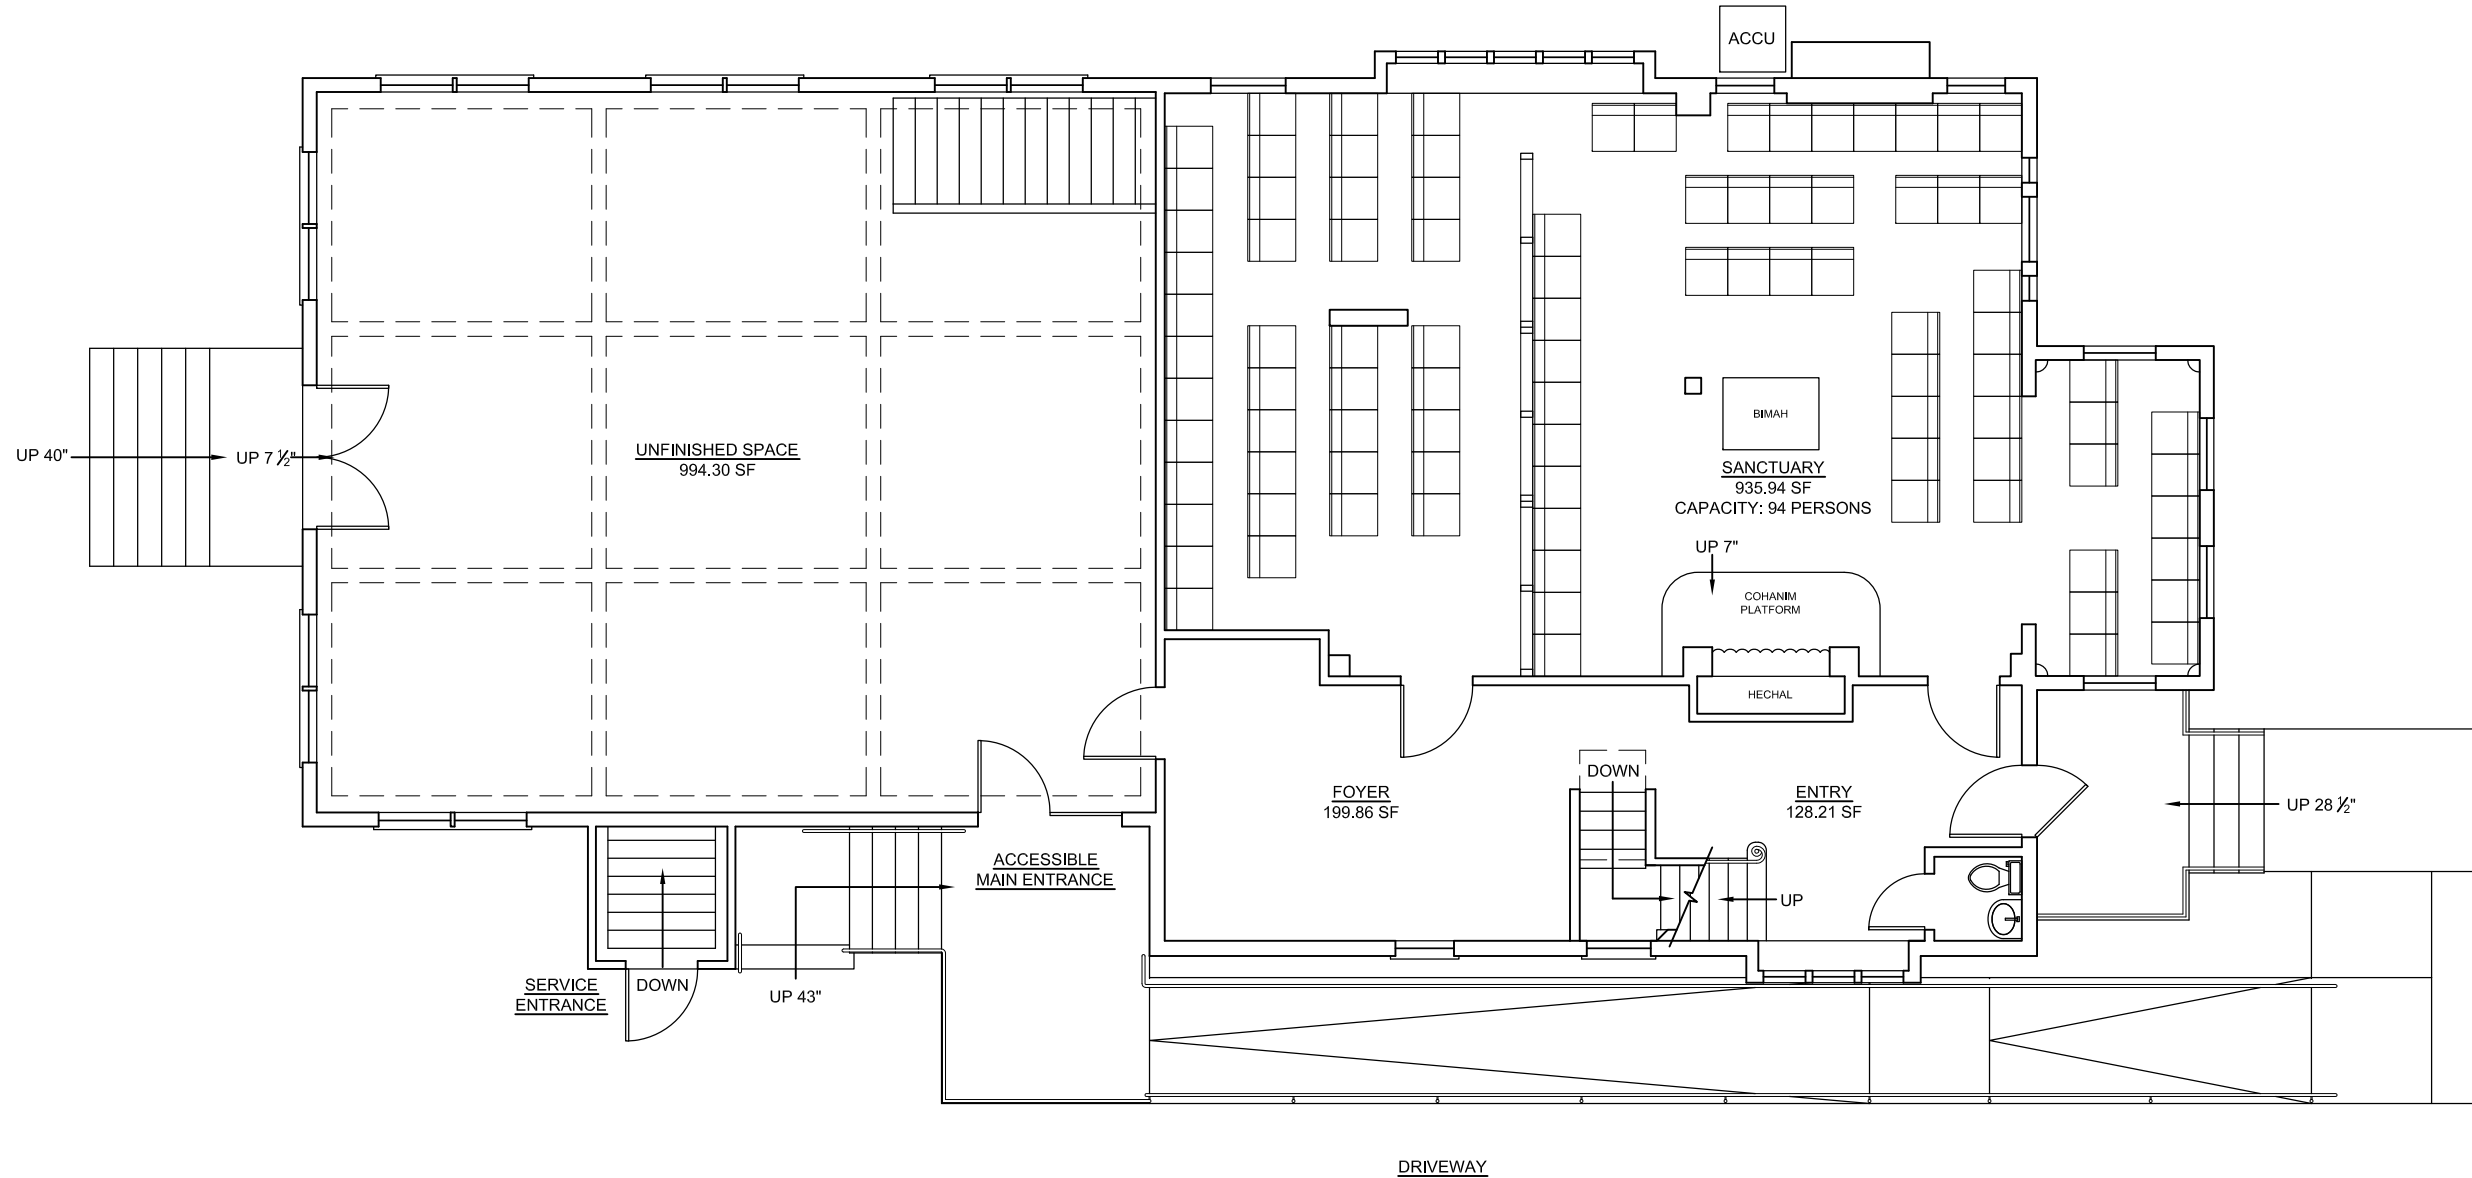 ACCU
UP 40"
UP 7 ½"
UNFINISHED SPACE
994.30 SF
BIMAH
SANCTUARY
935.94 SF
CAPACITY: 94 PERSONS
UP 7"
COHANIM
PLATFORM
HECHAL
DOWN
FOYER
199.86 SF
ENTRY
128.21 SF
UP 28 ½"
ACCESSIBLE
MAIN ENTRANCE
UP
SERVICE
ENTRANCE
DOWN
UP 43"
DRIVEWAY